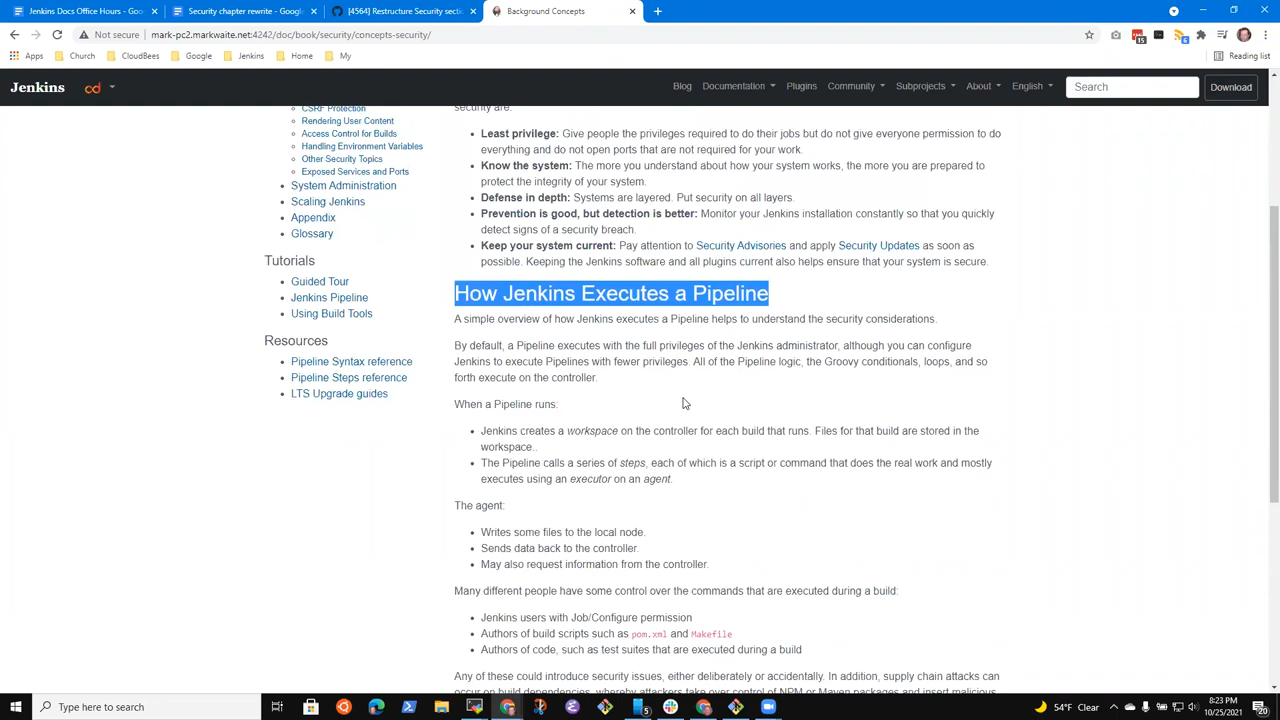 Jenkins Docs Office Hours - Goo
Security chapter rewrite - Google
[4564] Restructure Security secti
Background Concepts
Not secure
mark-pc2.markwaite.net:4242/doc/book/security/concepts-security/
15
6
Apps
Church
CloudBees
Google
Jenkins
Home
My
Reading list
Jenkins
cd
Blog
Documentation
Plugins
Community
Subprojects
About
English
Search
Download
CSRF Protection
Rendering User Content
Access Control for Builds
Handling Environment Variables
Other Security Topics
Exposed Services and Ports
System Administration
Scaling Jenkins
Appendix
Glossary
Tutorials
Guided Tour
Jenkins Pipeline
Using Build Tools
Resources
Pipeline Syntax reference
Pipeline Steps reference
LTS Upgrade guides
security are:
Least privilege: Give people the privileges required to do their jobs but do not give everyone permission to do
everything and do not open ports that are not required for your work.
Know the system: The more you understand about how your system works, the more you are prepared to
protect the integrity of your system.
Defense in depth: Systems are layered. Put security on all layers.
Prevention is good, but detection is better: Monitor your Jenkins installation constantly so that you quickly
detect signs of a security breach.
Keep your system current: Pay attention to Security Advisories and apply Security Updates as soon as
possible. Keeping the Jenkins software and all plugins current also helps ensure that your system is secure.
How Jenkins Executes a Pipeline
A simple overview of how Jenkins executes a Pipeline helps to understand the security considerations.
By default, a Pipeline executes with the full privileges of the Jenkins administrator, although you can configure
Jenkins to execute Pipelines with fewer privileges. All of the Pipeline logic, the Groovy conditionals, loops, and so
forth execute on the controller.
When a Pipeline runs:
Jenkins creates a workspace on the controller for each build that runs. Files for that build are stored in the
workspace..
The Pipeline calls a series of steps, each of which is a script or command that does the real work and mostly
executes using an executor on an agent.
The agent:
Writes some files to the local node.
Sends data back to the controller.
May also request information from the controller.
Many different people have some control over the commands that are executed during a build:
Jenkins users with Job/Configure permission
Authors of build scripts such as pom.xml and Makefile
Authors of code, such as test suites that are executed during a build
Any of these could introduce security issues, either deliberately or accidentally. In addition, supply chain attacks can
occur on build dependencies, whereby attackers take over control of NPM or Maven packages and insert malicious
Type here to search
5
54°F Clear
8:23 PM
10/25/2021
20